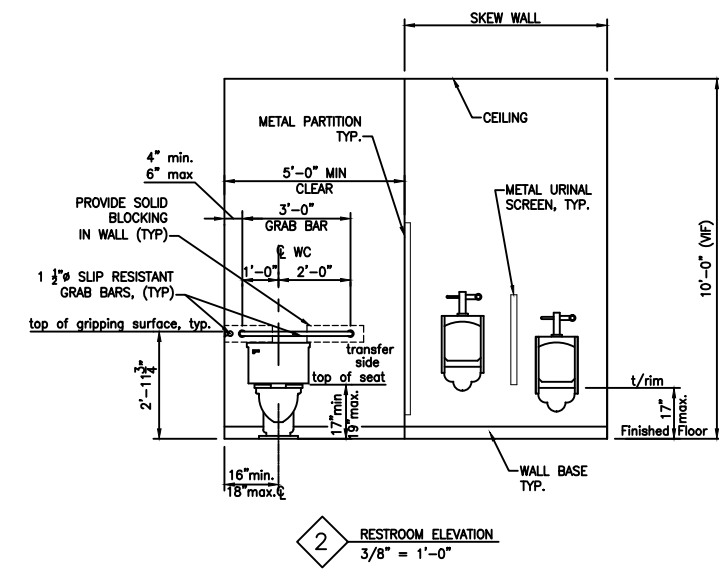 SKEW WALL
METAL PARTITION
TYP.
CEILING
4" min.
6" max
5'-0" MIN
CLEAR
3'-0"
GRAB BAR
PROVIDE SOLID
BLOCKING
IN WALL (TYP)
METAL URINAL
SCREEN, TYP.
10'-0" (VIF)
℄ WC
1'-0"
2'-0"
1 ½"ø SLIP RESISTANT
GRAB BARS, (TYP)
top of gripping surface, typ.
transfer
side
top of seat
2'-11¾"
17"min
19"max.
t/rim
17"
max.
Finished Floor
16"min.
18"max.℄
WALL BASE
TYP.
2
RESTROOM ELEVATION
3/8" = 1'-0"